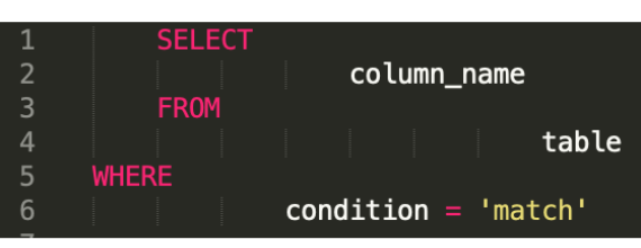 1 SELECT
2 column_name
3 FROM
4 table
5 WHERE
6 condition = 'match'